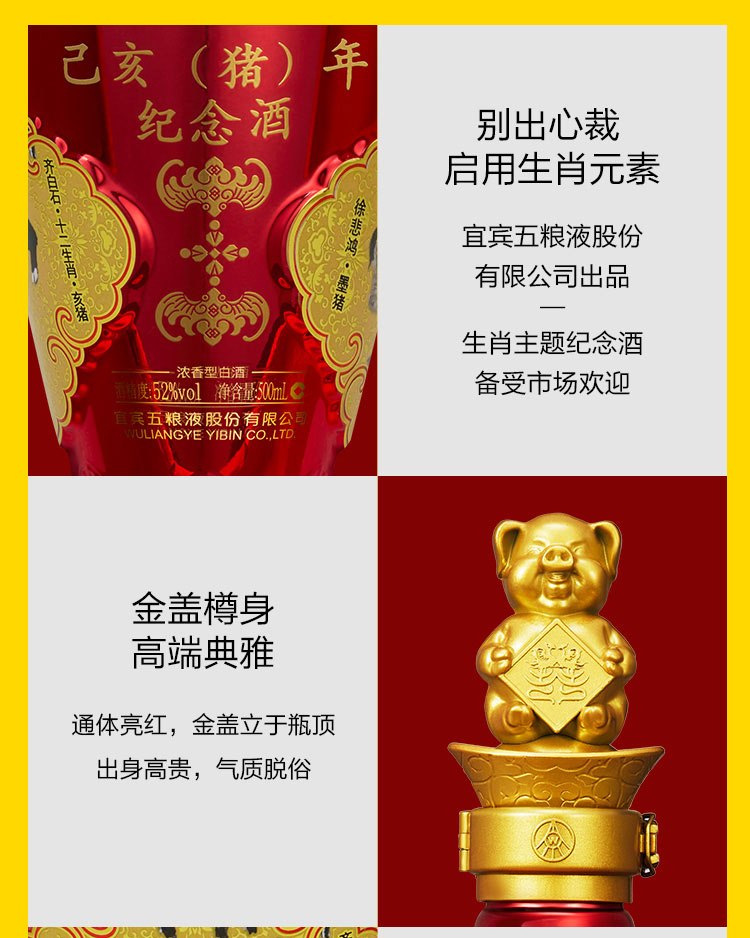 己亥（猪）年
纪念酒
齐白石·十二生肖·亥猪
徐悲鸿·墨猪
浓香型白酒
酒精度:52%vol 净含量:500mL
宜宾五粮液股份有限公司
WULIANGYE YIBIN CO.,LTD.
别出心裁
启用生肖元素
宜宾五粮液股份
有限公司出品
—
生肖主题纪念酒
备受市场欢迎
金盖樽身
高端典雅
通体亮红，金盖立于瓶顶
出身高贵，气质脱俗